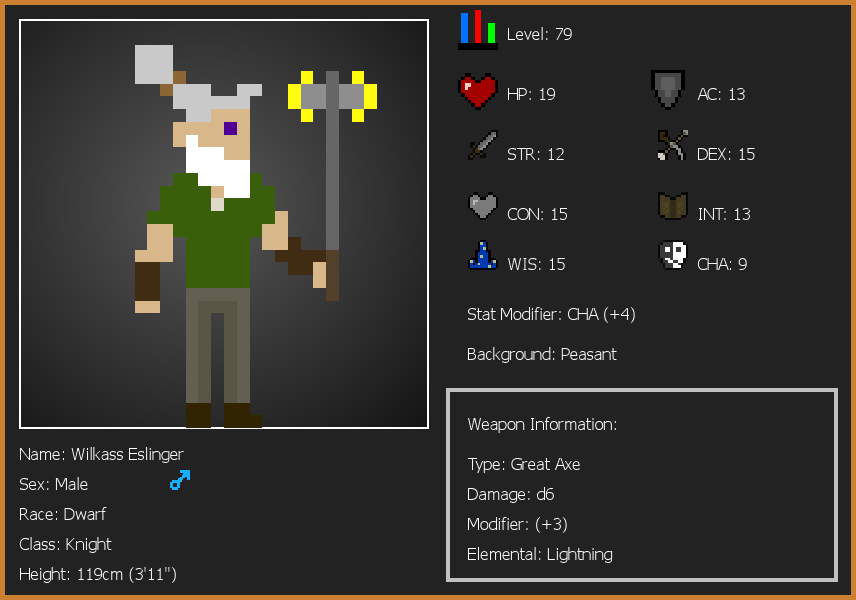 Level: 79
HP: 19
AC: 13
STR: 12
DEX: 15
CON: 15
INT: 13
WIS: 15
CHA: 9
Stat Modifier: CHA (+4)
Background: Peasant
Weapon Information:
Type: Great Axe
Damage: d6
Modifier: (+3)
Elemental: Lightning
Name: Wilkass Eslinger
Sex: Male
Race: Dwarf
Class: Knight
Height: 119cm (3'11")